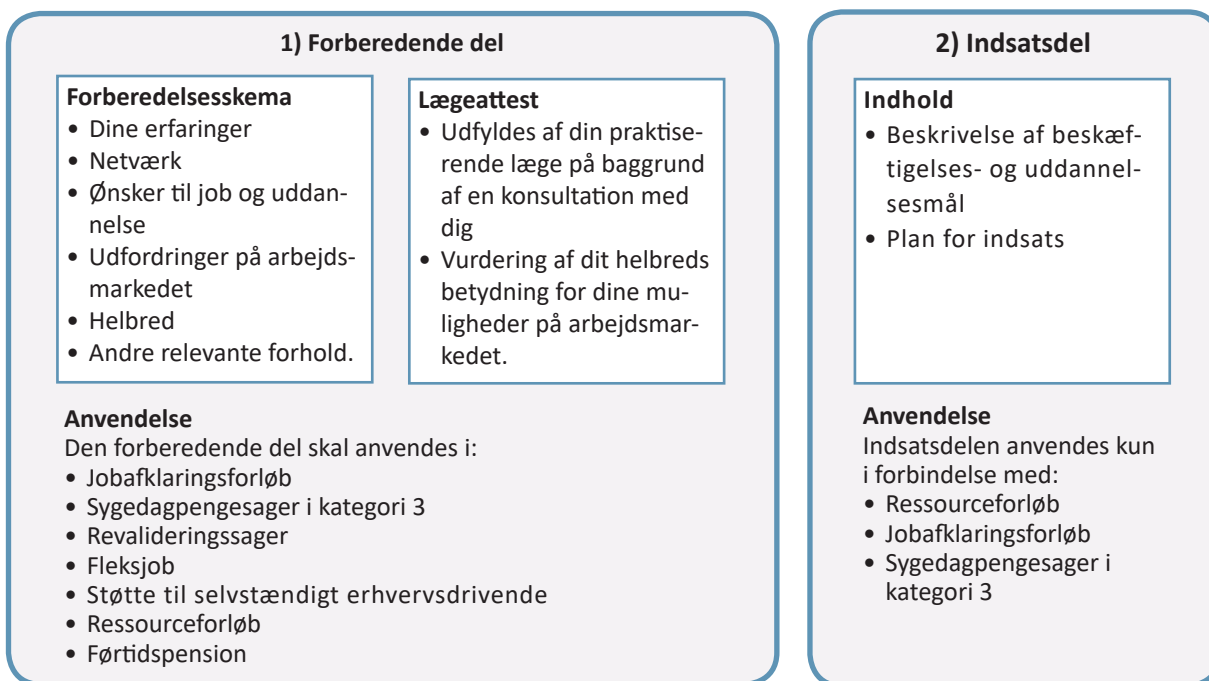 1) Forberedende del
Forberedelsesskema
• Dine erfaringer
• Netværk
• Ønsker til job og uddan-
nelse
• Udfordringer på arbejds-
markedet
• Helbred
• Andre relevante forhold.
Lægeattest
• Udfyldes af din praktise-
rende læge på baggrund
af en konsultation med
dig
• Vurdering af dit helbreds
betydning for dine mu-
ligheder på arbejdsmar-
kedet.
Anvendelse
Den forberedende del skal anvendes i:
• Jobafklaringsforløb
• Sygedagpengesager i kategori 3
• Revalideringssager
• Fleksjob
• Støtte til selvstændigt erhvervsdrivende
• Ressourceforløb
• Førtidspension
2) Indsatsdel
Indhold
• Beskrivelse af beskæf-
tigelses- og uddannel-
sesmål
• Plan for indsats
Anvendelse
Indsatsdelen anvendes kun
i forbindelse med:
• Ressourceforløb
• Jobafklaringsforløb
• Sygedagpengesager i
kategori 3